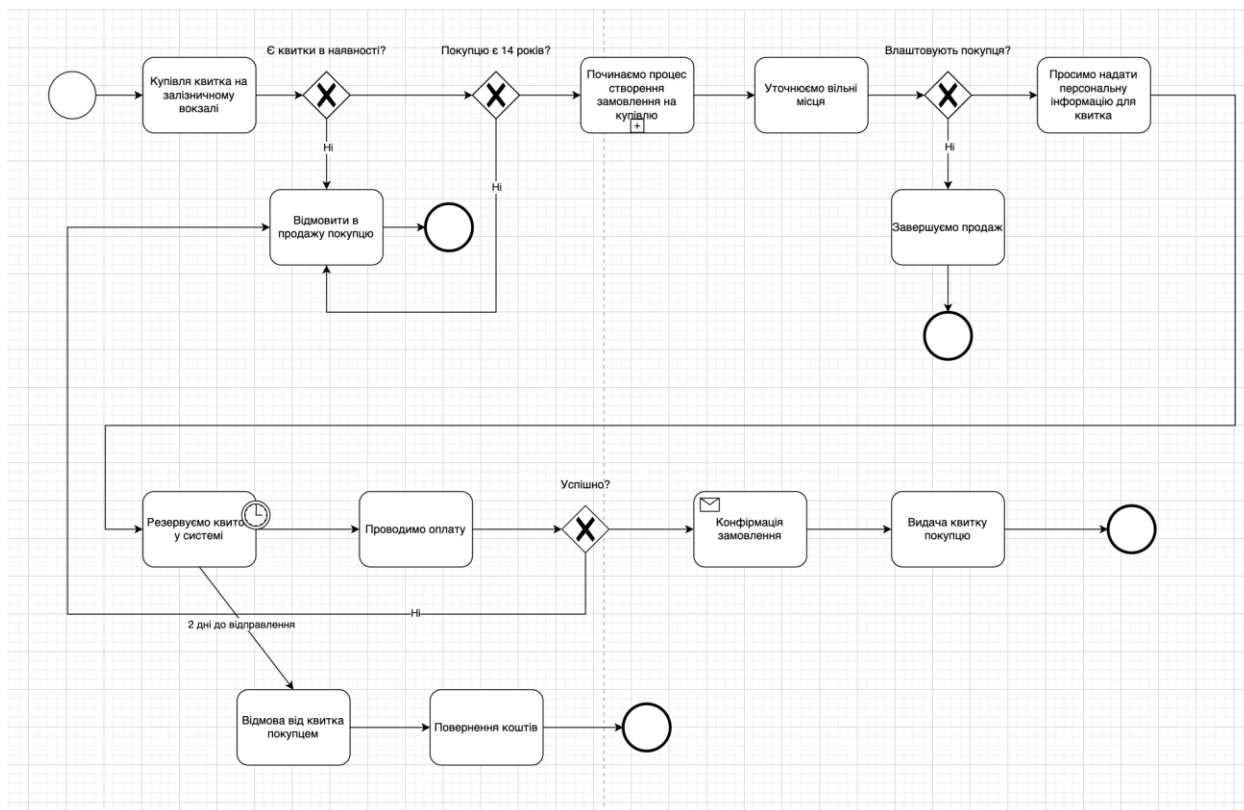 Є квитки в наявності?
Покупцю є 14 років?
Влаштовують покупця?
Купівля квитка на
залізничному
вокзалі
Починаємо процес
створення
замовлення на
купівлю
Уточнюємо вільні
місця
Просимо надати
персональну
інформацію для
квитка
Ні
Ні
Ні
Відмовити в
продажу покупцю
Завершуємо продаж
Успішно?
Резервуємо квито
у системі
Проводимо оплату
Конфірмація
замовлення
Видача квитку
покупцю
Ні
2 дні до відправлення
Відмова від квитка
покупцем
Повернення коштів